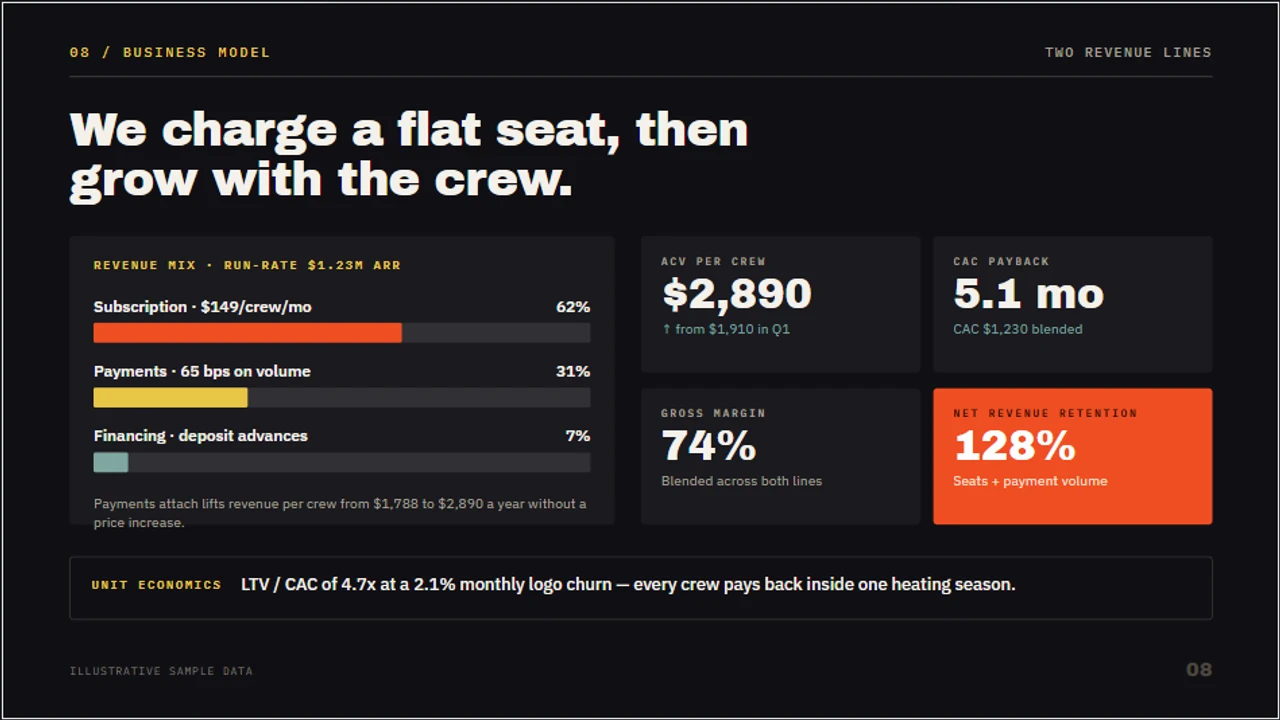 08 / BUSINESS MODEL
TWO REVENUE LINES
We charge a flat seat, then
grow with the crew.
REVENUE MIX · RUN-RATE $1.23M ARR
Subscription · $149/crew/mo 62%
Payments · 65 bps on volume 31%
Financing · deposit advances 7%
Payments attach lifts revenue per crew from $1,788 to $2,890 a year without a
price increase.
ACV PER CREW
$2,890
↑ from $1,910 in Q1
CAC PAYBACK
5.1 mo
CAC $1,230 blended
GROSS MARGIN
74%
Blended across both lines
NET REVENUE RETENTION
128%
Seats + payment volume
UNIT ECONOMICS LTV / CAC of 4.7x at a 2.1% monthly logo churn — every crew pays back inside one heating season.
ILLUSTRATIVE SAMPLE DATA
08